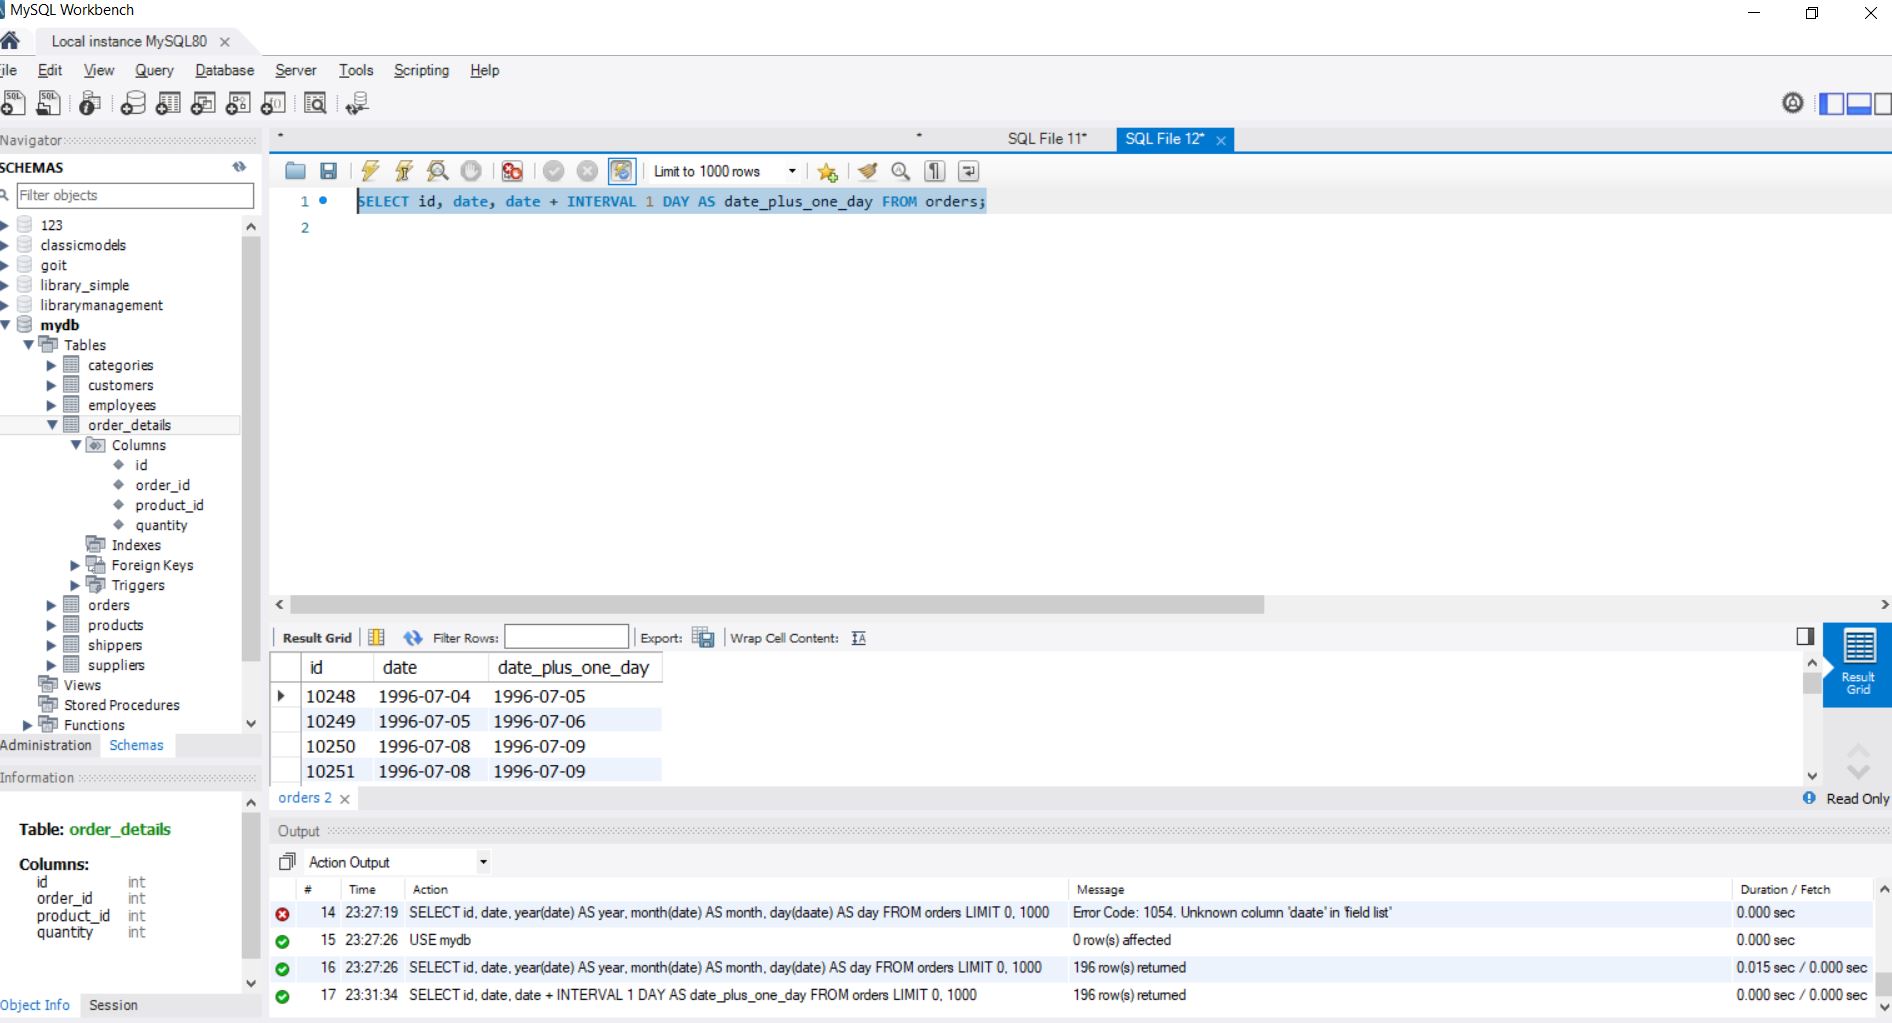 MySQL Workbench
Local instance MySQL80
ile Edit View Query Database Server Tools Scripting Help
Navigator
SCHEMAS
Filter objects
123
classicmodels
goit
library_simple
librarymanagement
mydb
Tables
categories
customers
employees
order_details
Columns
id
order_id
product_id
quantity
Indexes
Foreign Keys
Triggers
orders
products
shippers
suppliers
Views
Stored Procedures
Functions
Administration Schemas
Information
Table: order_details
Columns:
id int
order_id int
product_id int
quantity int
Object Info Session
* * SQL File 11* SQL File 12*
Limit to 1000 rows
1 SELECT id, date, date + INTERVAL 1 DAY AS date_plus_one_day FROM orders;
2
Result Grid Filter Rows: Export: Wrap Cell Content:
id date date_plus_one_day
10248 1996-07-04 1996-07-05
10249 1996-07-05 1996-07-06
10250 1996-07-08 1996-07-09
10251 1996-07-08 1996-07-09
Result
Grid
orders 2
Read Only
Output
Action Output
# Time Action Message Duration / Fetch
14 23:27:19 SELECT id, date, year(date) AS year, month(date) AS month, day(daate) AS day FROM orders LIMIT 0, 1000 Error Code: 1054. Unknown column 'daate' in 'field list' 0.000 sec
15 23:27:26 USE mydb 0 row(s) affected 0.000 sec
16 23:27:26 SELECT id, date, year(date) AS year, month(date) AS month, day(date) AS day FROM orders LIMIT 0, 1000 196 row(s) returned 0.015 sec / 0.000 sec
17 23:31:34 SELECT id, date, date + INTERVAL 1 DAY AS date_plus_one_day FROM orders LIMIT 0, 1000 196 row(s) returned 0.000 sec / 0.000 sec